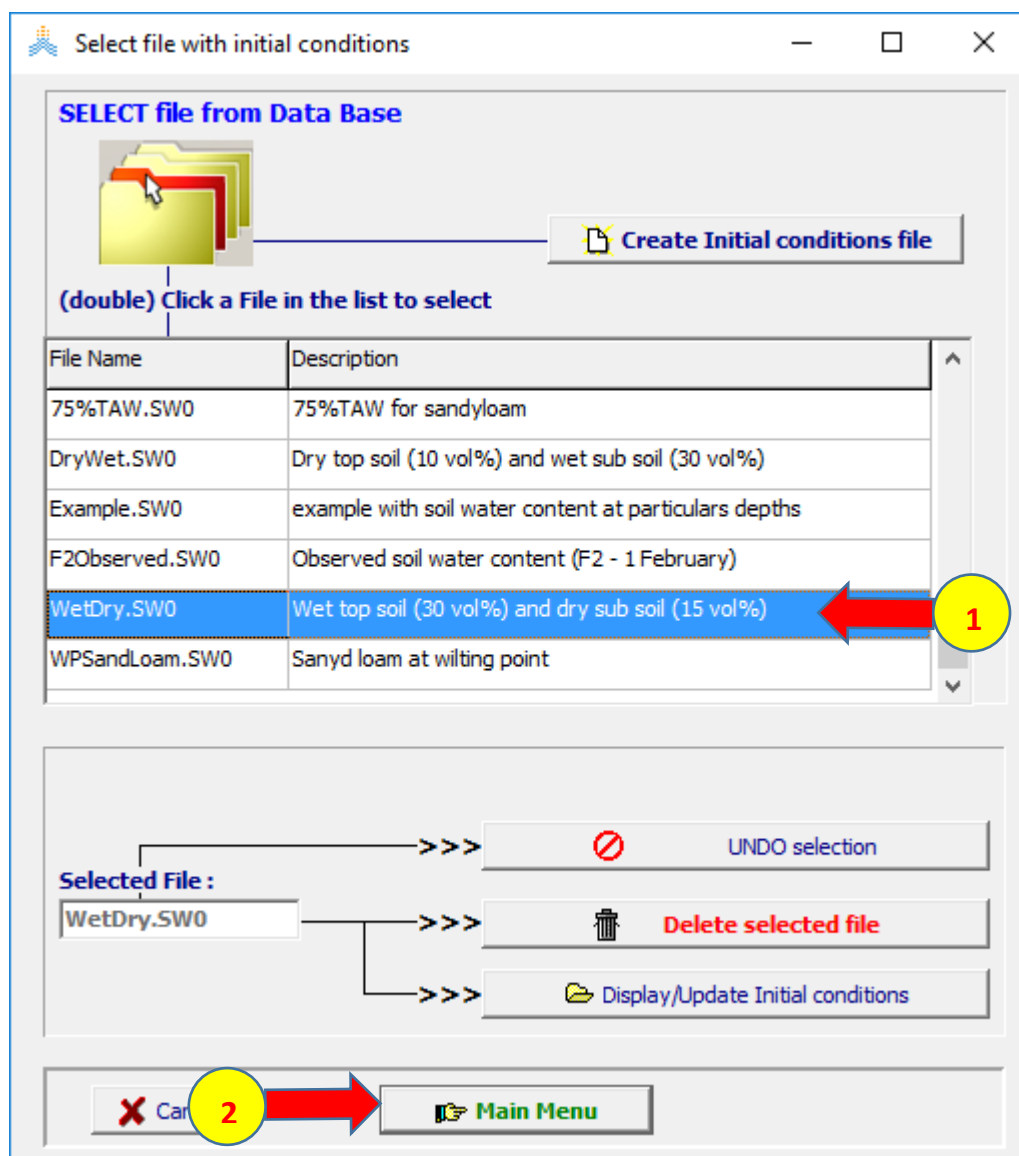 Select file with initial conditions
SELECT file from Data Base
Create Initial conditions file
(double) Click a File in the list to select
File Name Description
75%TAW.SW0 75%TAW for sandyloam
DryWet.SW0 Dry top soil (10 vol%) and wet sub soil (30 vol%)
Example.SW0 example with soil water content at particulars depths
F2Observed.SW0 Observed soil water content (F2 - 1 February)
WetDry.SW0 Wet top soil (30 vol%) and dry sub soil (15 vol%) 1
WPSandLoam.SW0 Sanyd loam at wilting point
>>> UNDO selection
Selected File :
WetDry.SW0 >>> Delete selected file
>>> Display/Update Initial conditions
2 Main Menu